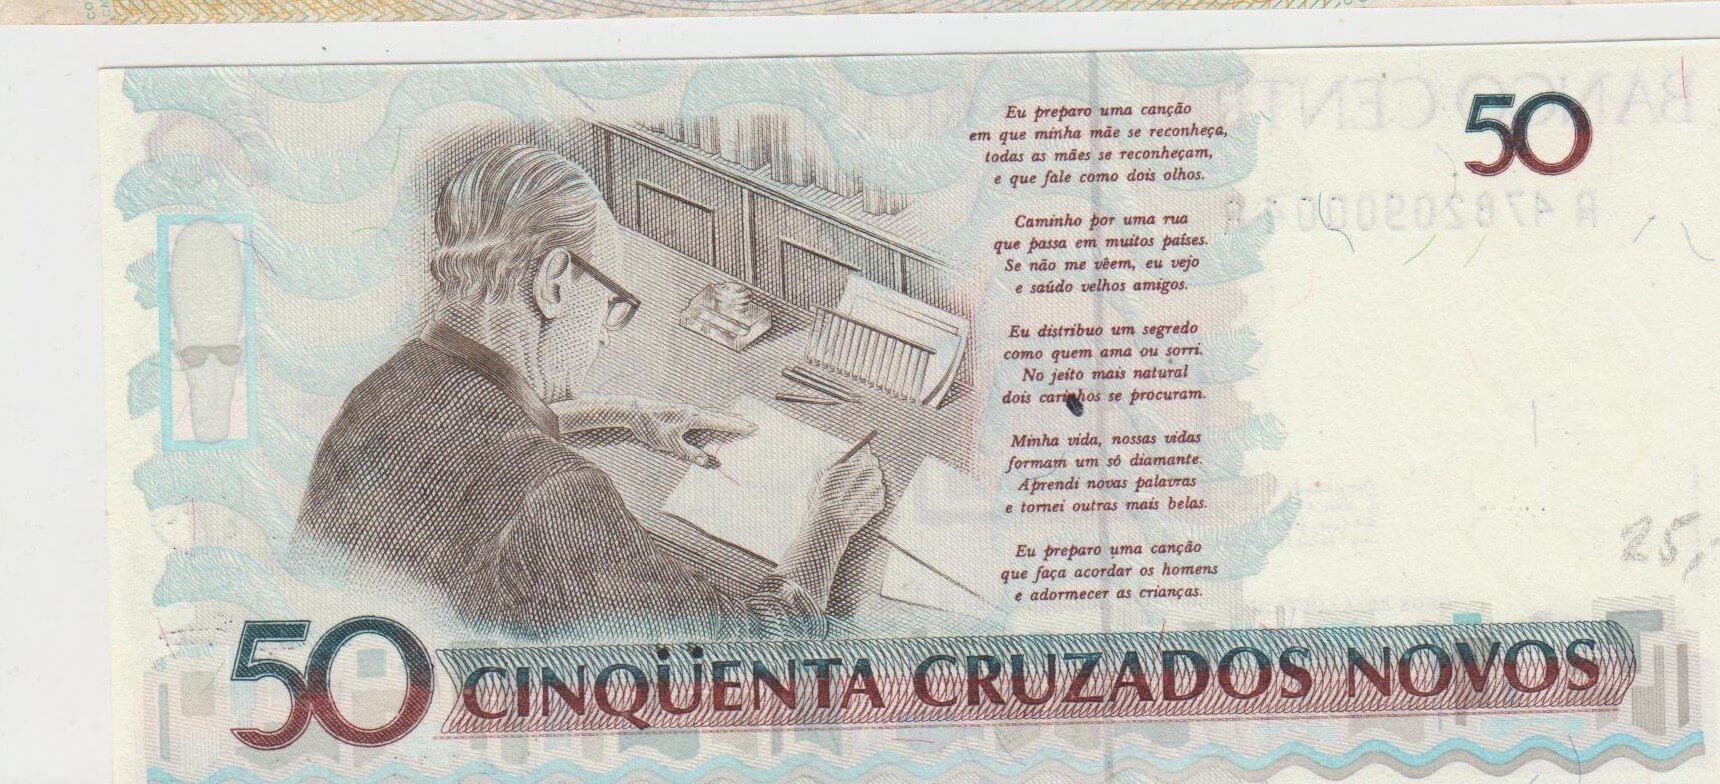 Eu preparo uma canção
em que minha mãe se reconheça,
todas as mães se reconheçam,
e que fale como dois olhos.
Caminho por uma rua
que passa em muitos países.
Se não me vêem, eu vejo
e saúdo velhos amigos.
Eu distribuo um segredo
como quem ama ou sorri.
No jeito mais natural
dois carinhos se procuram.
Minha vida, nossas vidas
formam um só diamante.
Aprendi novas palavras
e tornei outras mais belas.
Eu preparo uma canção
que faça acordar os homens
e adormecer as crianças.
50
25,
50 CINQÜENTA CRUZADOS NOVOS